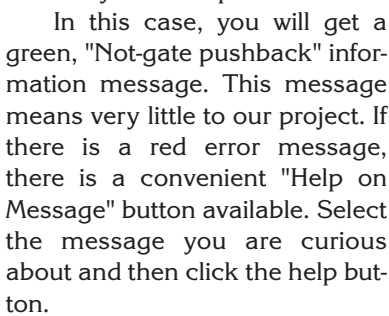 In this case, you will get a
green, "Not-gate pushback" infor-
mation message. This message
means very little to our project. If
there is a red error message,
there is a convenient "Help on
Message" button available. Select
the message you are curious
about and then click the help but-
ton.